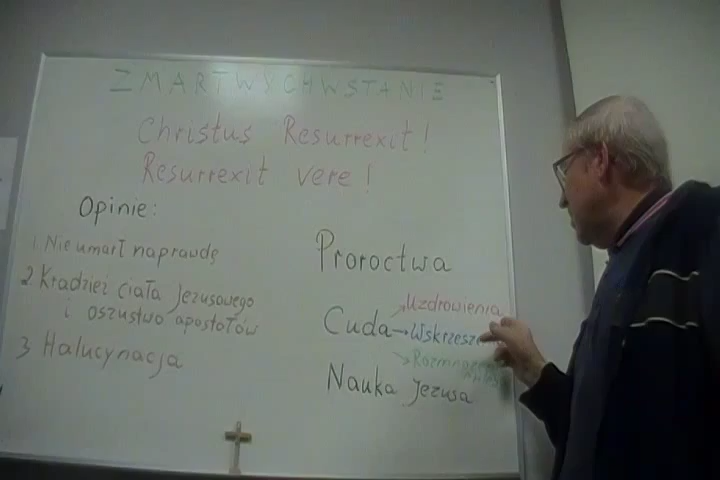 ZMARTWYCHWSTANIE
Christus Resurrexit!
Resurrexit vere!
Opinie:
1. Nie umarł naprawdę
2. Kradzież ciała Jezusowego
i oszustwo apostołów
3 Halucynacja
Proroctwa
Cuda → Uzdrowienia
→ Wskrzesze
→
Nauka Jezusa